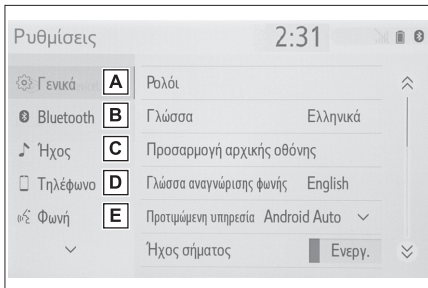 Ρυθμίσεις 2:31
Γενικά A Ρολόι
Bluetooth B Γλώσσα Ελληνικά
Ήχος C Προσαρμογή αρχικής οθόνης
Τηλέφωνο D Γλώσσα αναγνώρισης φωνής English
Φωνή E Προτιμώμενη υπηρεσία Android Auto
Ήχος σήματος Ενεργ.